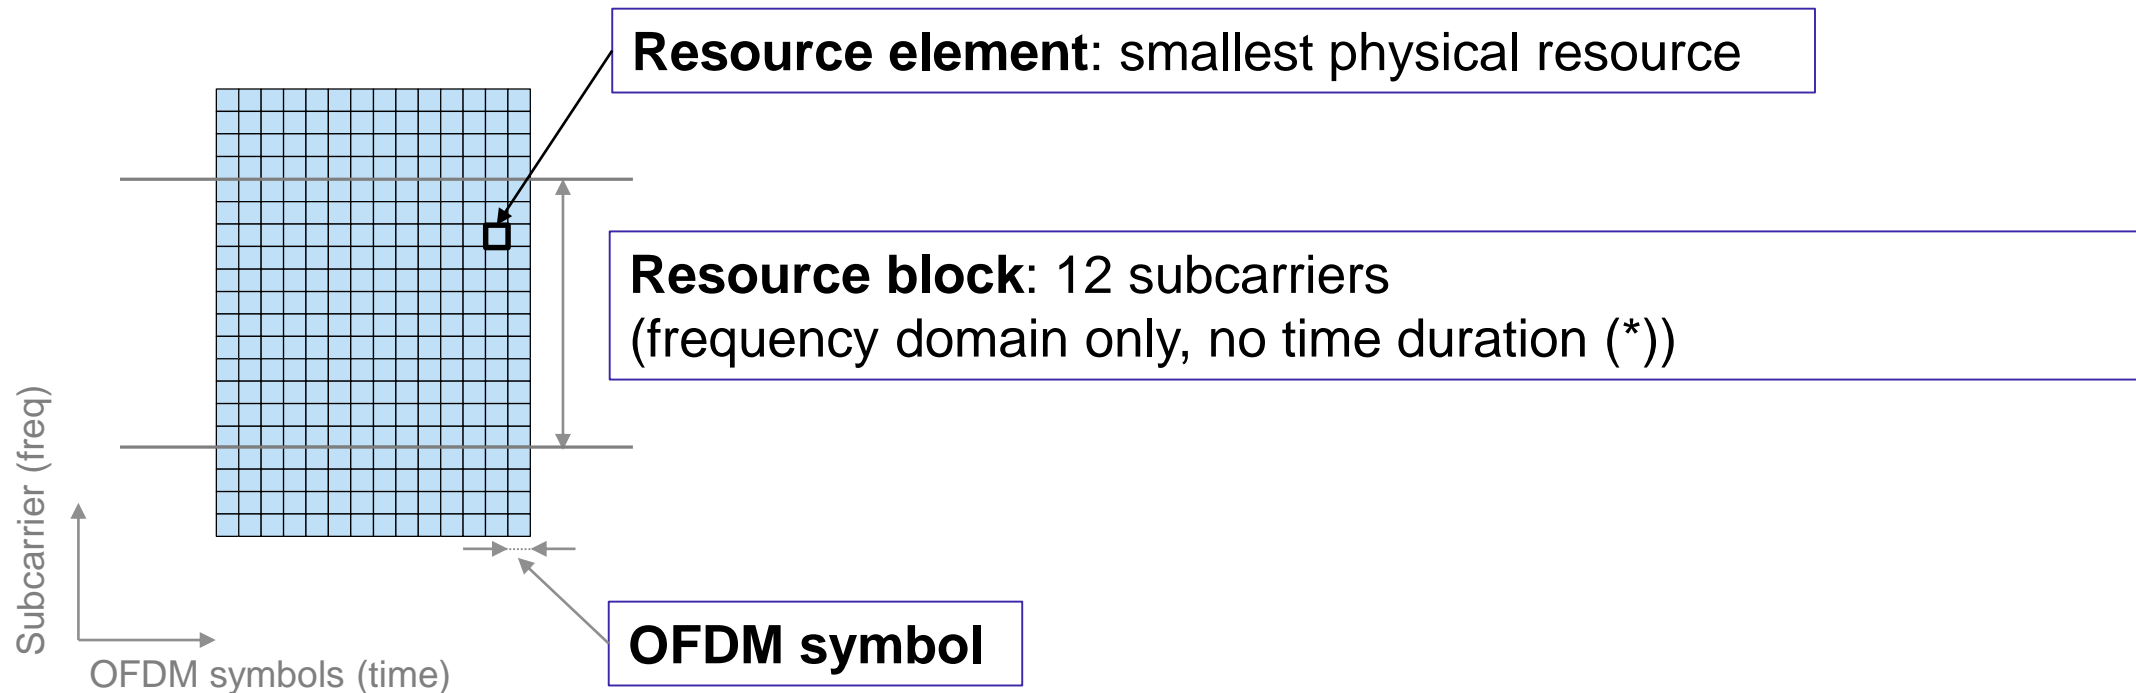 Resource element: smallest physical resource
Resource block: 12 subcarriers
(frequency domain only, no time duration (*))
Subcarrier (freq)
OFDM symbol
OFDM symbols (time)